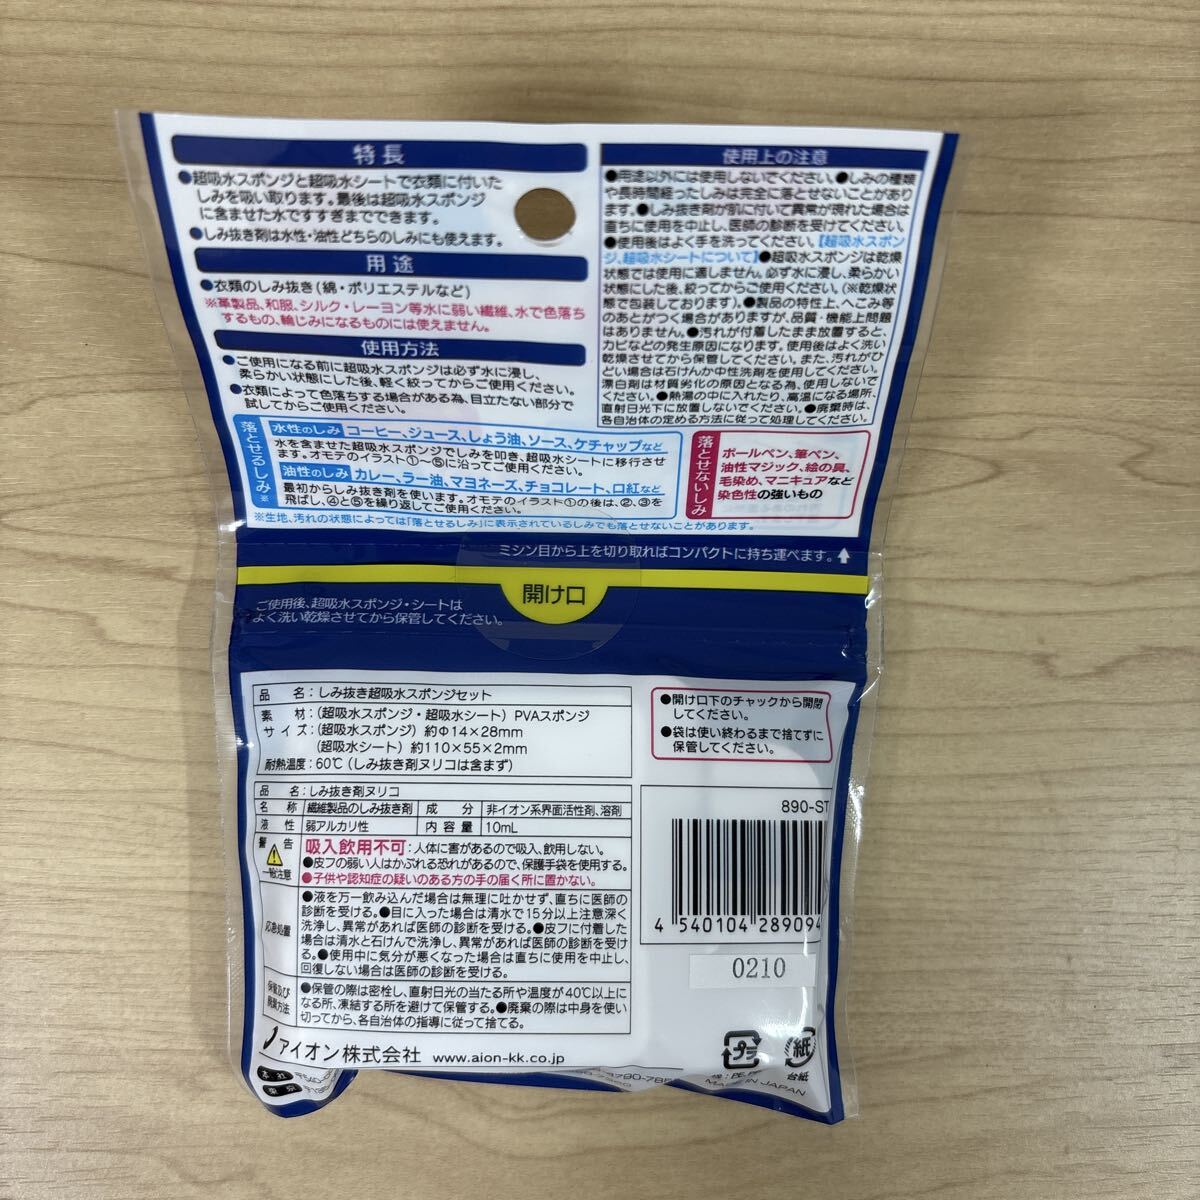 特長
●超吸水スポンジと超吸水シートで衣類に付いた
しみを吸い取ります。最後は超吸水スポンジ
に含ませた水ですすぎまでできます。
●しみ抜き剤は水性・油性どちらのしみにも使えます。
用途
●衣類のしみ抜き(綿・ポリエステルなど)
※革製品、和服、シルク・レーヨン等水に弱い繊維、水で色落ち
するもの、輪じみになるものには使えません。
使用方法
●ご使用になる前に超吸水スポンジは必ず水に浸し、
柔らかい状態にした後、軽く絞ってからご使用ください。
●衣類によって色落ちする場合がある為、目立たない部分で
試してからご使用ください。
使用上の注意
●用途以外には使用しないでください。●しみの種類
や長時間経ったしみは完全に落とせないことがあり
ます。●しみ抜き剤が肌に付いて異常が現れた場合は
直ちに使用を中止し、医師の診断を受けてください。
●使用後はよく手を洗ってください。【超吸水スポン
ジ、超吸水シートについて】●超吸水スポンジは乾燥
状態では使用に適しません。必ず水に浸し、柔らかい
状態にした後、絞ってからご使用ください。(※乾燥状
態で包装しております)。●製品の特性上、へこみ等
のあとがつく場合がありますが、品質・機能上問題
はありません。●汚れが付着したまま放置すると、
カビなどの発生原因になります。使用後はよく洗い
乾燥させてから保管してください。また、汚れがひ
どい場合は石けんか中性洗剤を使用してください。
漂白剤は材質劣化の原因となる為、使用しないで
ください。●熱湯の中に入れたり、高温になる場所、
直射日光下に放置しないでください。●廃棄時は、
各自治体の定める方法に従って処理してください。
落とせるしみ※
水性のしみ コーヒー、ジュース、しょう油、ソース、ケチャップなど
水を含ませた超吸水スポンジでしみを叩き、超吸水シートに移行させ
ます。オモテのイラスト①~⑤に沿ってご使用ください。
油性のしみ カレー、ラー油、マヨネーズ、チョコレート、口紅など
最初からしみ抜き剤を使います。オモテのイラスト①の後は、②、③を
飛ばし、④と⑤を繰り返してご使用ください。
落とせないしみ
ボールペン、筆ペン、
油性マジック、絵の具、
毛染め、マニキュアなど
染色性の強いもの
※生地、汚れの状態によっては「落とせるしみ」に表示されているしみでも落とせないことがあります。
ミシン目から上を切り取ればコンパクトに持ち運べます。↑
開け口
ご使用後、超吸水スポンジ・シートは
よく洗い乾燥させてから保管してください。
品名:しみ抜き超吸水スポンジセット
素材:(超吸水スポンジ・超吸水シート) PVAスポンジ
サイズ:(超吸水スポンジ) 約Φ14×28mm
(超吸水シート) 約110×55×2mm
耐熱温度:60℃(しみ抜き剤ヌリコは含まず)
●開け口下のチャックから開閉
してください。
●袋は使い終わるまで捨てずに
保管してください。
品名:しみ抜き剤ヌリコ
名称 繊維製品のしみ抜き剤 成分 非イオン系界面活性剤、溶剤
液性 弱アルカリ性 内容量 10mL
警告
一般注意
吸入飲用不可:人体に害があるので吸入、飲用しない。
●皮フの弱い人はかぶれる恐れがあるので、保護手袋を使用する。
●子供や認知症の疑いのある方の手の届く所に置かない。
応急処置
●液を万一飲み込んだ場合は無理に吐かせず、直ちに医師の
診断を受ける。●目に入った場合は清水で15分以上注意深く
洗浄し、異常があれば医師の診断を受ける。●皮フに付着した
場合は清水と石けんで洗浄し、異常があれば医師の診断を受け
る。●使用中に気分が悪くなった場合は直ちに使用を中止し、
回復しない場合は医師の診断を受ける。
保管及び
廃棄方法
●保管の際は密栓し、直射日光の当たる所や温度が40℃以上に
なる所、凍結する所を避けて保管する。●廃棄の際は中身を使い
切ってから、各自治体の指導に従って捨てる。
890-ST
4 540104 289094
0210
アイオン株式会社 www.aion-kk.co.jp
プラ
紙
台紙
MADE IN JAPAN
本社
東京